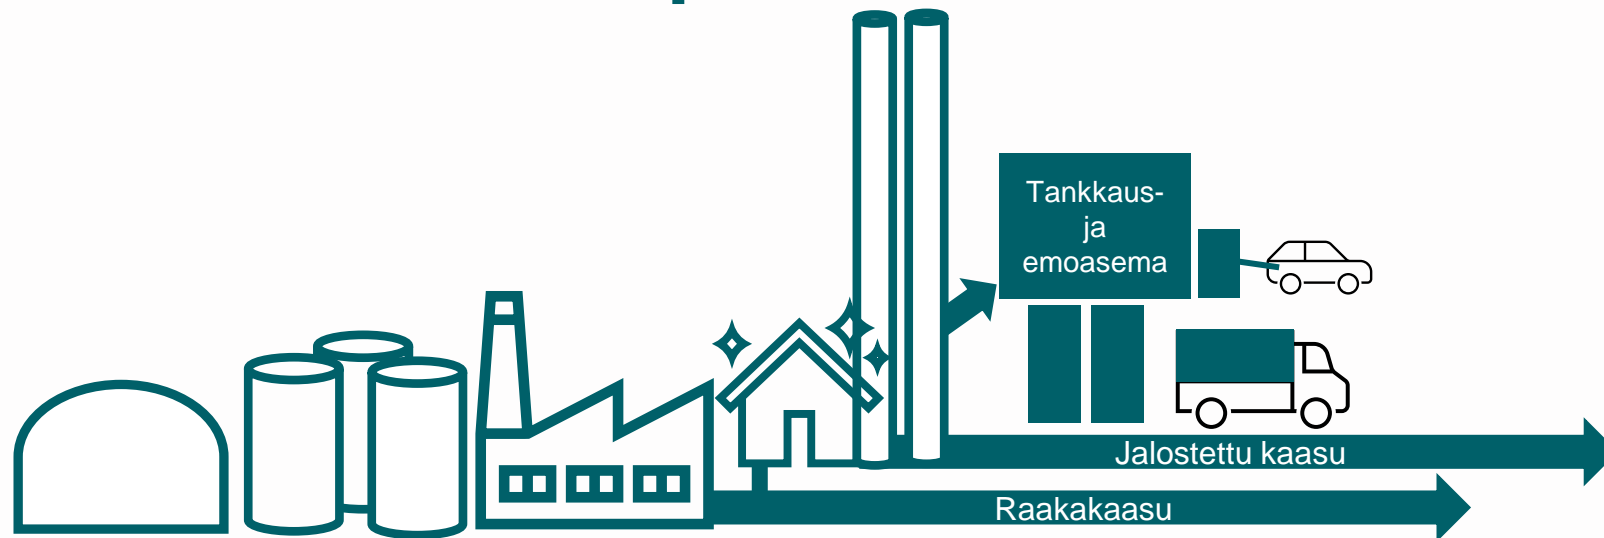 Tankkaus-
ja
emoasema
Jalostettu kaasu
Raakakaasu